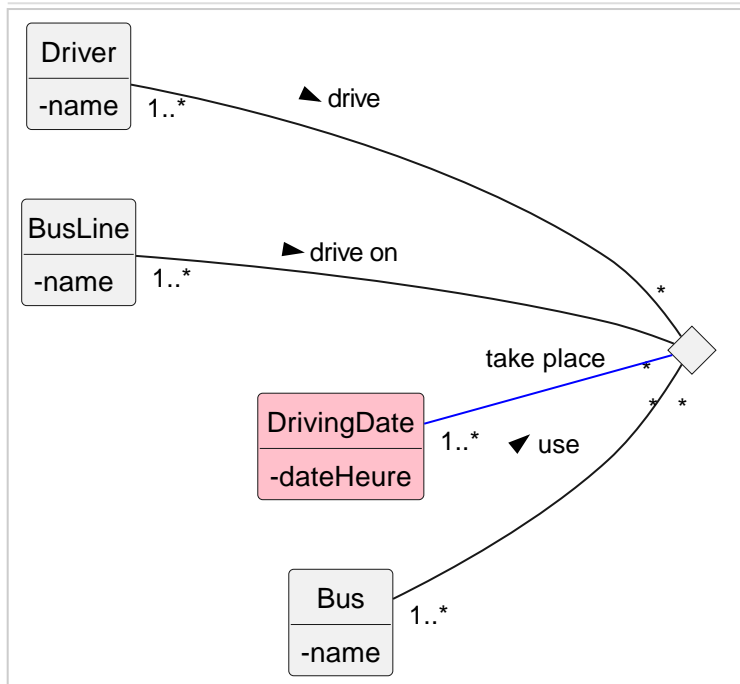 Driver
-name
1..*
drive
BusLine
-name
1..*
drive on
*
take place
*
DrivingDate
-dateHeure
1..*
use
*
*
Bus
-name
1..*